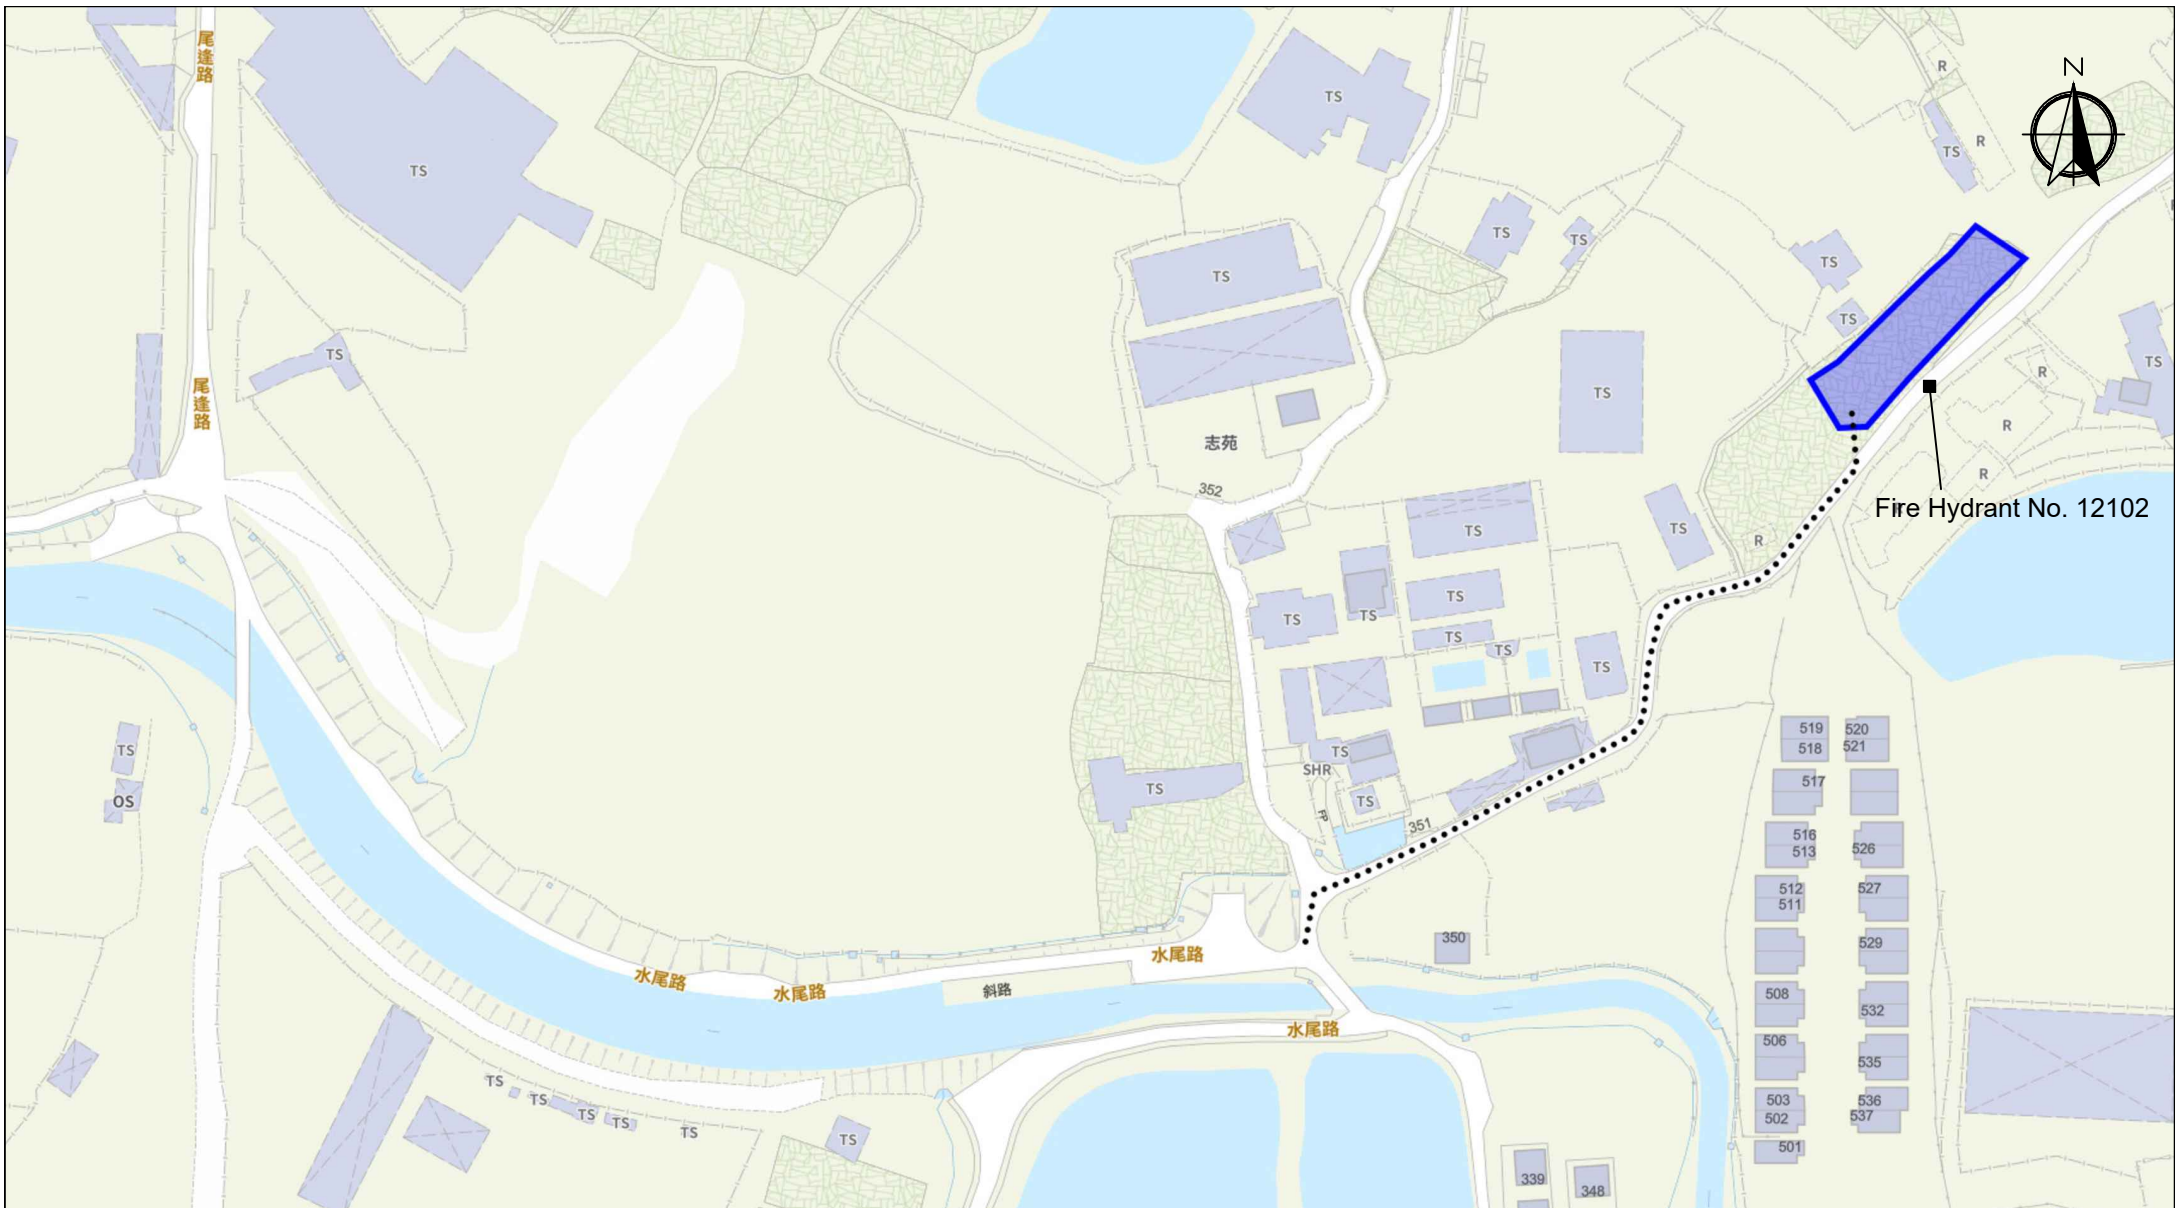 尾逢路
N
R
TS
R
TS
TS
TS
TS
TS
TS
TS
TS
TS
尾逢路
TS
R
TS
R
志苑
R
352
Fire Hydrant No. 12102
TS
TS
R
TS
TS
TS
TS
TS
TS
TS
519
520
518
521
TS
TS
SHR
517
TS
TS
OS
FP
351
516
513
526
512
527
511
350
529
水尾路
水尾路
水尾路
斜路
508
532
水尾路
506
535
TS
TS
TS
TS
TS
TS
503
536
502
537
501
339
348